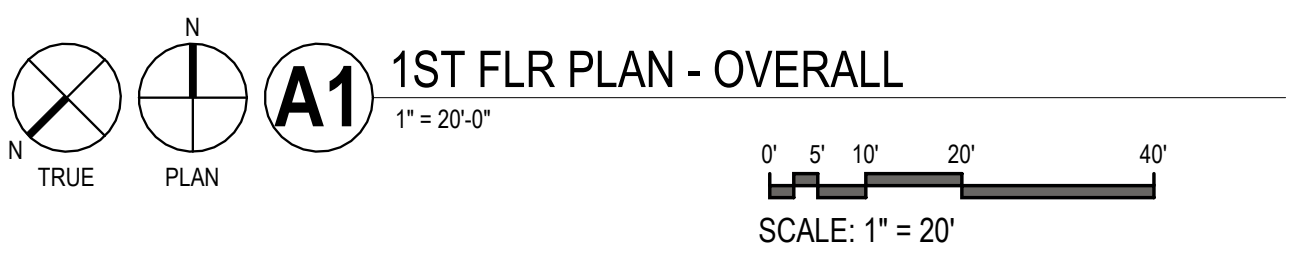 N
N
TRUE
PLAN
A1
1ST FLR PLAN - OVERALL
1" = 20'-0"
0' 5' 10' 20' 40'
SCALE: 1" = 20'